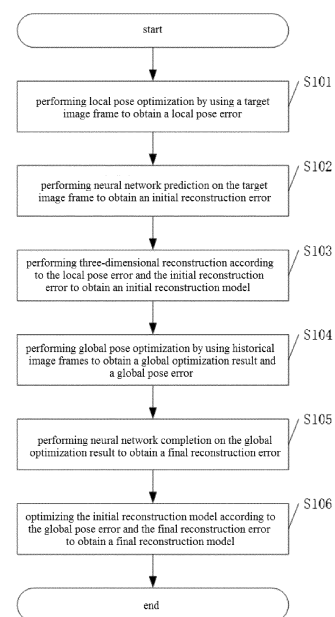 start
S101
performing local pose optimization by using a target
image frame to obtain a local pose error
S102
performing neural network prediction on the target
image frame to obtain an initial reconstruction error
S103
performing three-dimensional reconstruction according
to the local pose error and the initial reconstruction
error to obtain an initial reconstruction model
S104
performing global pose optimization by using historical
image frames to obtain a global optimization result and
a global pose error
S105
performing neural network completion on the global
optimization result to obtain a final reconstruction error
S106
optimizing the initial reconstruction model according to
the global pose error and the final reconstruction error
to obtain a final reconstruction model
end